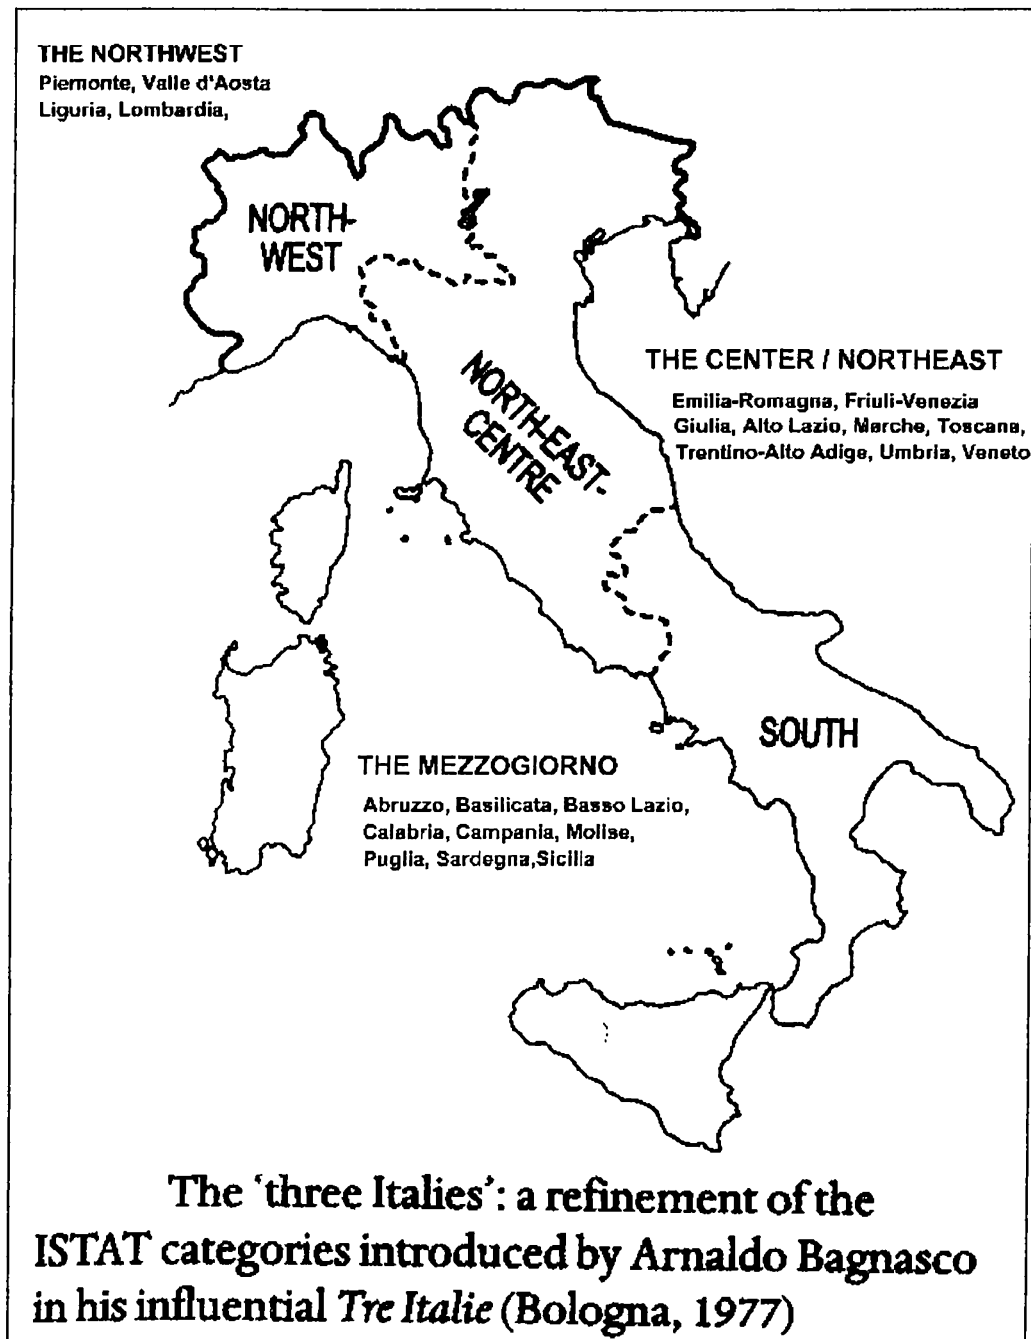 THE NORTHWEST
Piemonte, Valle d'Aosta
Liguria, Lombardia,
NORTH-
WEST
THE CENTER / NORTHEAST
Emilia-Romagna, Friuli-Venezia
Giulia, Alto Lazio, Marche, Toscana,
Trentino-Alto Adige, Umbria, Veneto
NORTH-EAST-
CENTRE
SOUTH
THE MEZZOGIORNO
Abruzzo, Basilicata, Basso Lazio,
Calabria, Campania, Molise,
Puglia, Sardegna,Sicilia
The ‘three Italies’: a refinement of the
ISTAT categories introduced by Arnaldo Bagnasco
in his influential Tre Italie (Bologna, 1977)